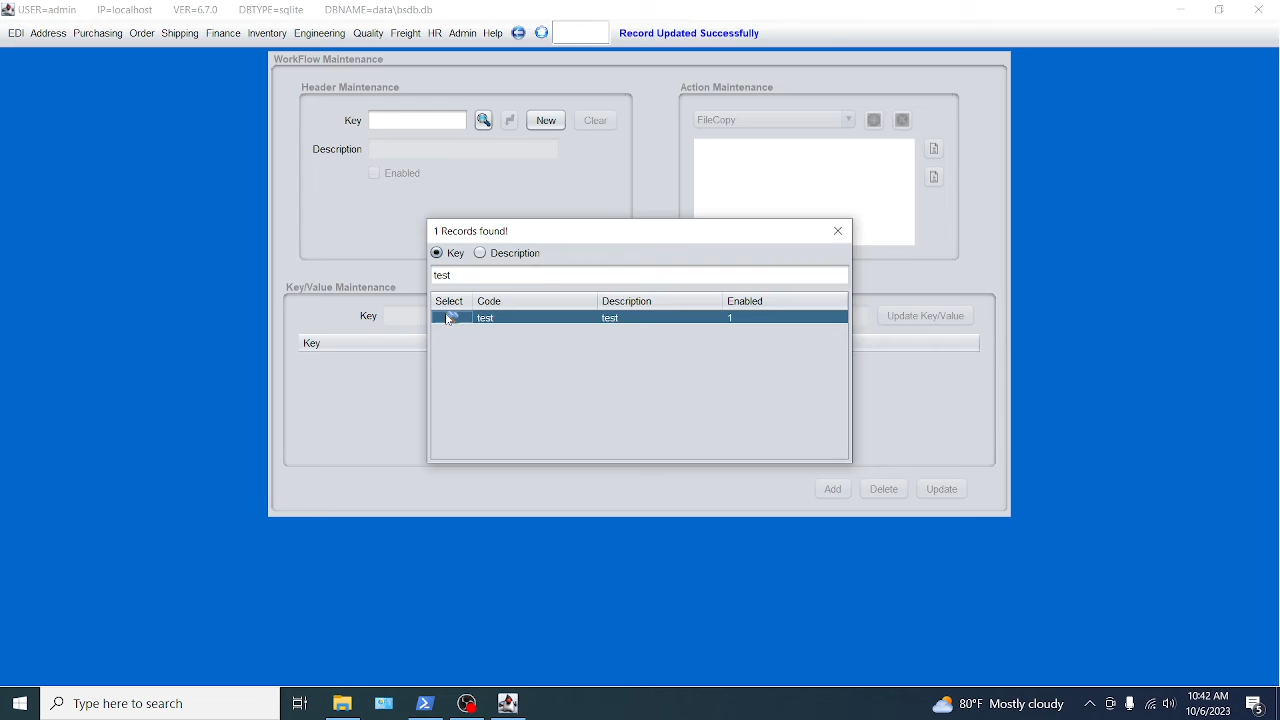 USER=admin IP=localhost VER=6.7.0 DBTYPE=sqlite DBNAME=data\bsdb.db
EDI Address Purchasing Order Shipping Finance Inventory Engineering Quality Freight HR Admin Help Record Updated Successfully
WorkFlow Maintenance
Header Maintenance
Action Maintenance
Key New Clear
FileCopy
Description
Enabled
1 Records found!
Key Description
test
Select Code Description Enabled
test test 1
Key/Value Maintenance
Key
Update Key/Value
Key
Add Delete Update
Type here to search
80°F Mostly cloudy
10:42 AM
10/6/2023
5